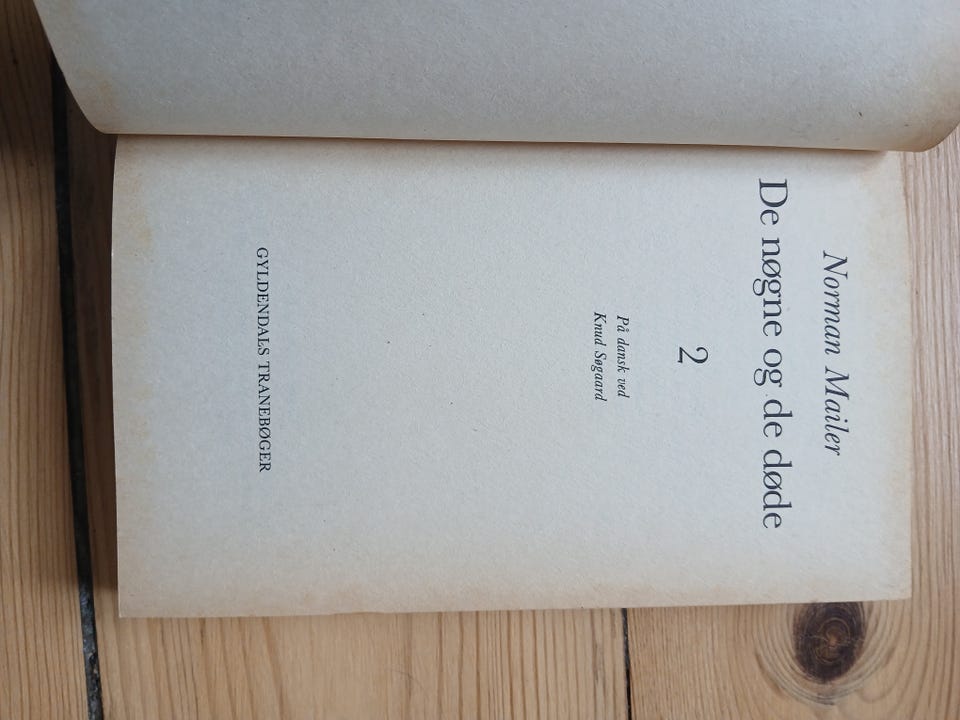 Norman Mailer
De nøgne og de døde
2
På dansk ved
Knud Søgaard
GYLDENDALS TRANEBØGER